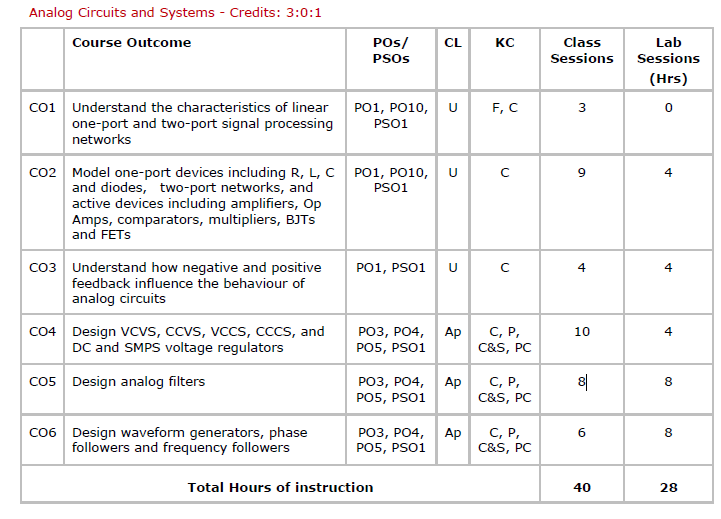 Analog Circuits and Systems - Credits: 3:0:1
Course Outcome POs/ PSOs CL KC Class Sessions Lab Sessions (Hrs)
CO1 Understand the characteristics of linear one-port and two-port signal processing networks PO1, PO10, PSO1 U F, C 3 0
CO2 Model one-port devices including R, L, C and diodes, two-port networks, and active devices including amplifiers, Op Amps, comparators, multipliers, BJTs and FETs PO1, PO10, PSO1 U C 9 4
CO3 Understand how negative and positive feedback influence the behaviour of analog circuits PO1, PSO1 U C 4 4
CO4 Design VCVS, CCVS, VCCS, CCCS, and DC and SMPS voltage regulators PO3, PO4, PO5, PSO1 Ap C, P, C&S, PC 10 4
CO5 Design analog filters PO3, PO4, PO5, PSO1 Ap C, P, C&S, PC 8 8
CO6 Design waveform generators, phase followers and frequency followers PO3, PO4, PO5, PSO1 Ap C, P, C&S, PC 6 8
Total Hours of instruction 40 28